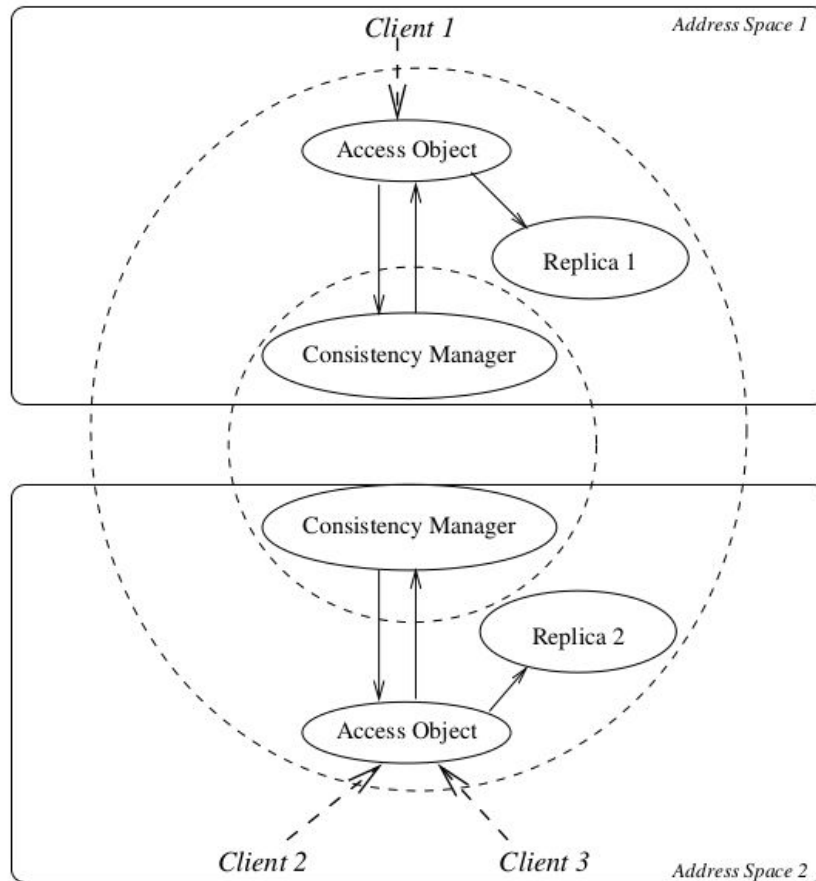 Client 1
Address Space 1
Access Object
Replica 1
Consistency Manager
Consistency Manager
Replica 2
Access Object
Client 2
Client 3
Address Space 2